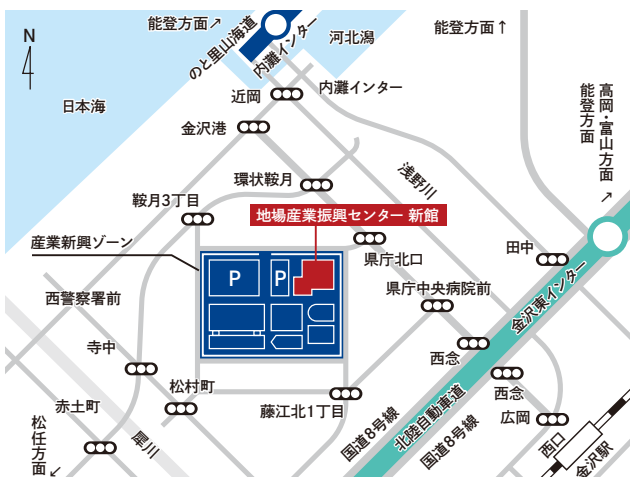 能登方面→
のと里山海道
内灘インター
河北潟
能登方面↑
N
日本海
近岡
内灘インター
高岡・富山方面
能登方面
→
金沢港
浅野川
環状鞍月
鞍月3丁目
地場産業振興センター 新館
産業新興ゾーン
県庁北口
田中
P
P
県庁中央病院前
金沢東インター
西警察署前
西念
寺中
西念
松村町
藤江北1丁目
北陸自動車道
赤土町
広岡
国道8号線
国道8号線
松任方面
←
犀川
西口
金沢駅